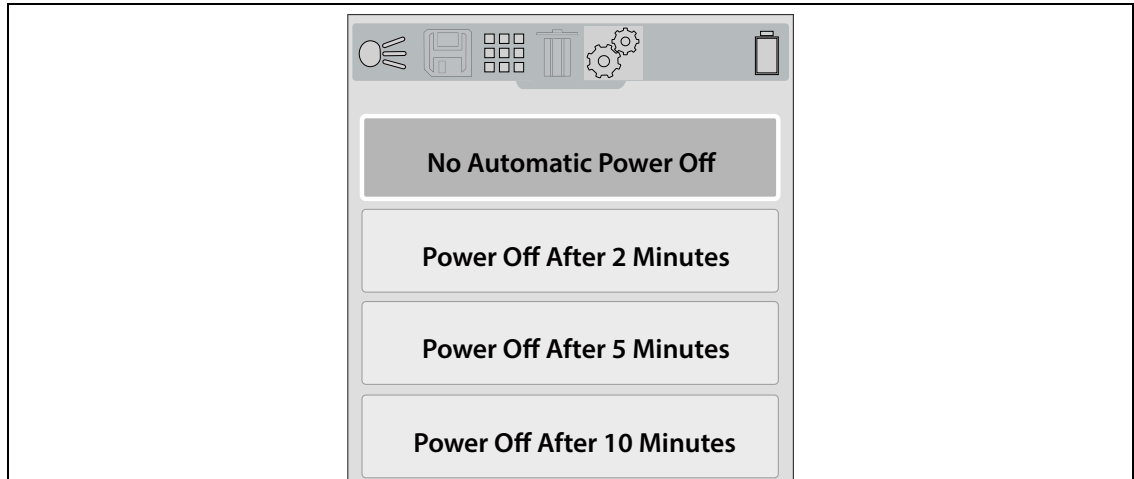 No Automatic Power Off
Power Off After 2 Minutes
Power Off After 5 Minutes
Power Off After 10 Minutes